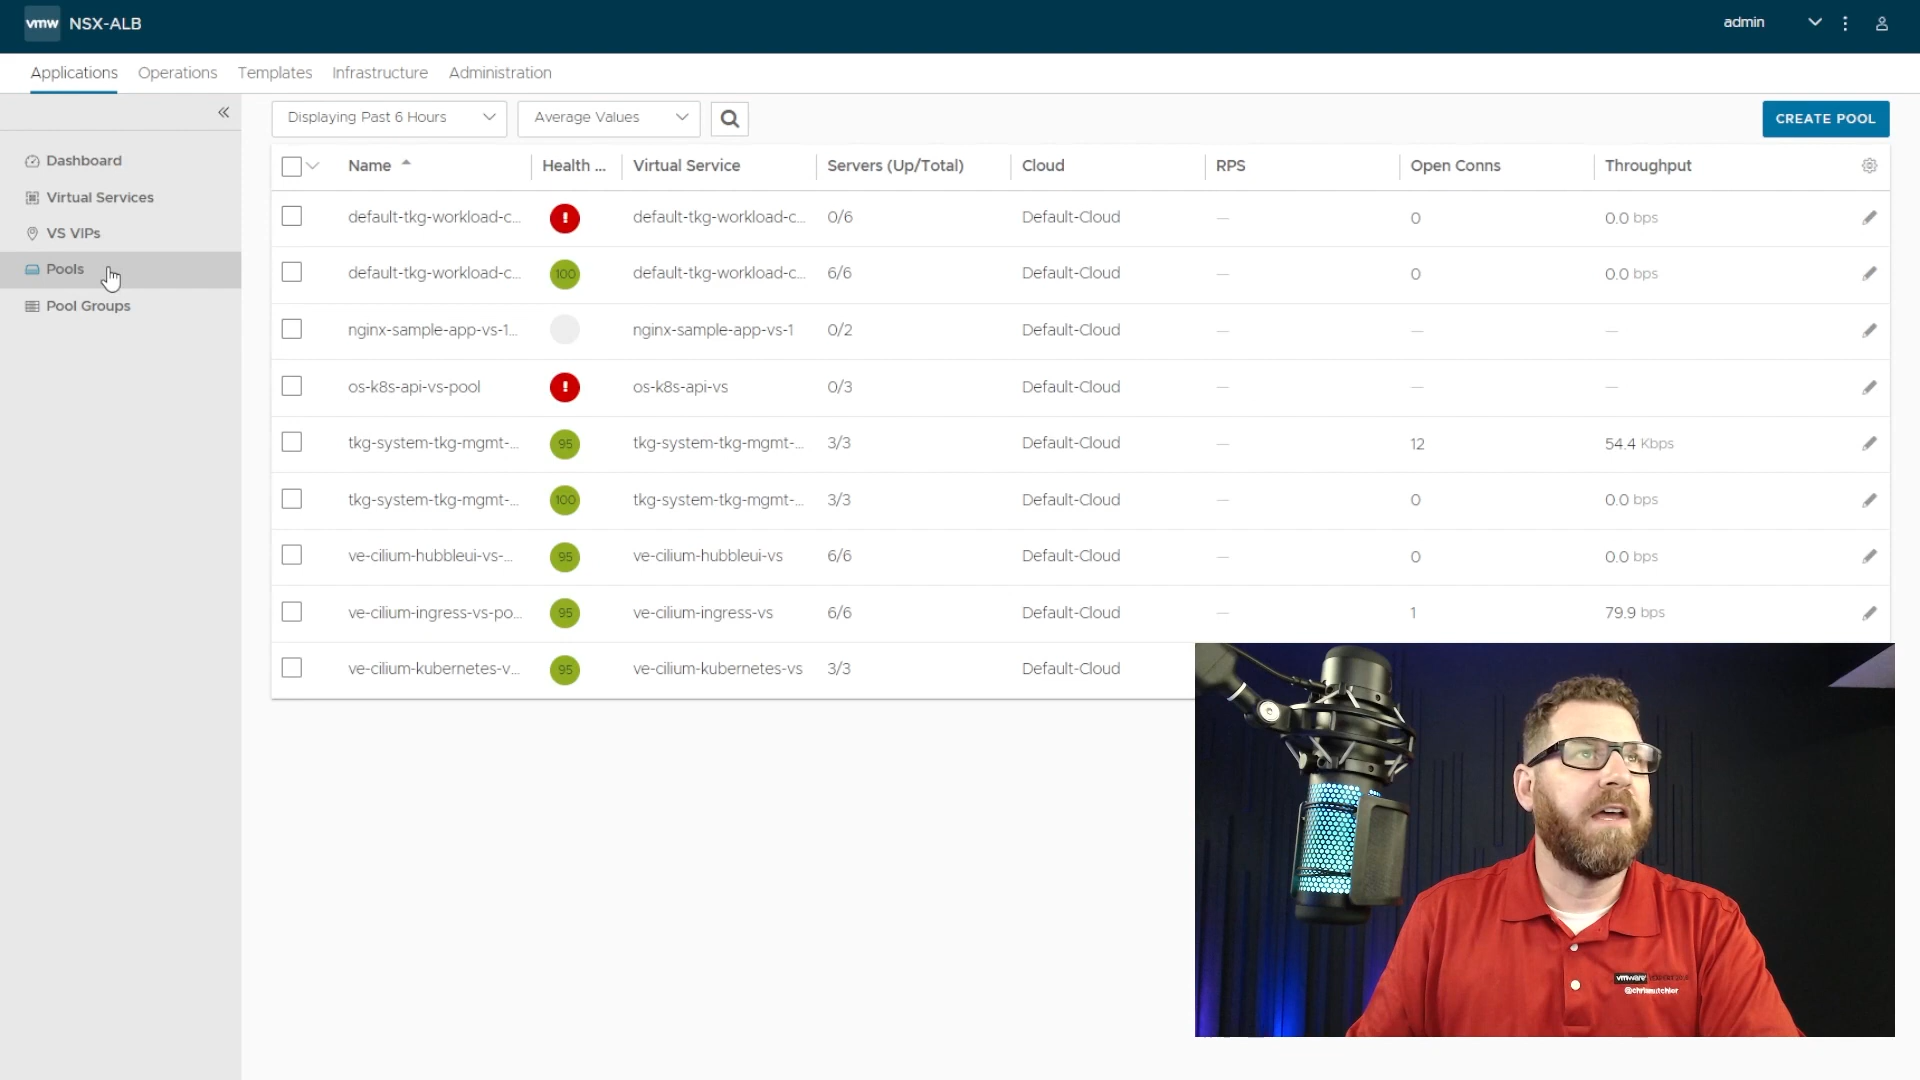 vmw NSX-ALB admin
Applications Operations Templates Infrastructure Administration
Displaying Past 6 Hours Average Values CREATE POOL
Dashboard
Virtual Services
VS VIPs
Pools
Pool Groups
Name Health ... Virtual Service Servers (Up/Total) Cloud RPS Open Conns Throughput
default-tkg-workload-c... ! default-tkg-workload-c... 0/6 Default-Cloud — 0 0.0 bps
default-tkg-workload-c... 100 default-tkg-workload-c... 6/6 Default-Cloud — 0 0.0 bps
nginx-sample-app-vs-1... nginx-sample-app-vs-1 0/2 Default-Cloud — — —
os-k8s-api-vs-pool ! os-k8s-api-vs 0/3 Default-Cloud — — —
tkg-system-tkg-mgmt-... 95 tkg-system-tkg-mgmt-... 3/3 Default-Cloud — 12 54.4 Kbps
tkg-system-tkg-mgmt-... 100 tkg-system-tkg-mgmt-... 3/3 Default-Cloud — 0 0.0 bps
ve-cilium-hubbleui-vs-... 95 ve-cilium-hubbleui-vs 6/6 Default-Cloud — 0 0.0 bps
ve-cilium-ingress-vs-po... 95 ve-cilium-ingress-vs 6/6 Default-Cloud — 1 79.9 bps
ve-cilium-kubernetes-v... 95 ve-cilium-kubernetes-vs 3/3 Default-Cloud
vmware